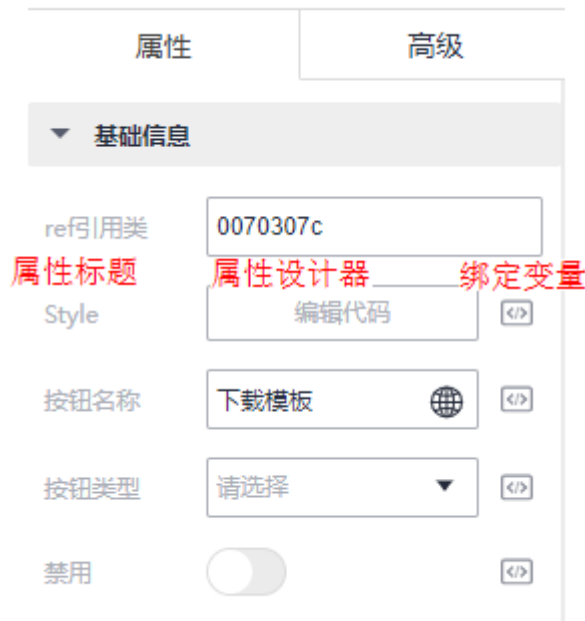 属性 高级
基础信息
ref引用类 0070307c
属性标题 属性设计器 绑定变量
Style 编辑代码 </>
按钮名称 下载模板 </>
按钮类型 请选择 </>
禁用 </>